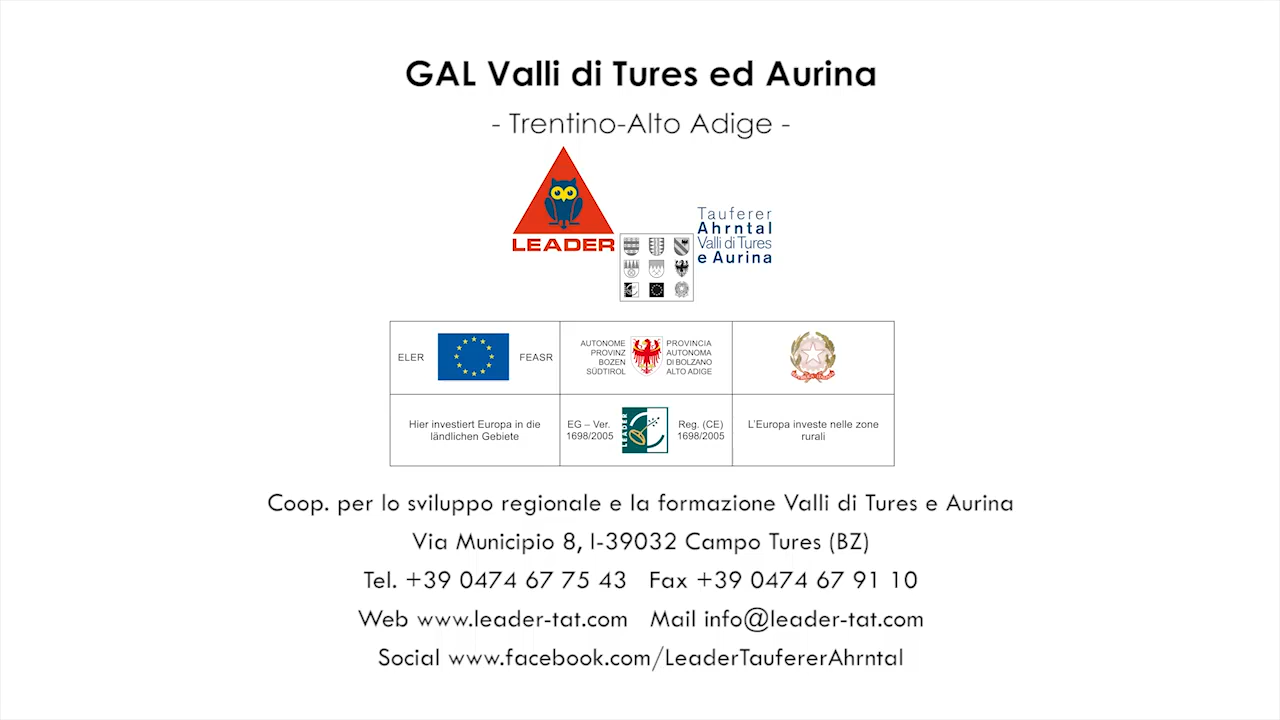 GAL Valli di Tures ed Aurina
- Trentino-Alto Adige -
LEADER
Tauferer
Ahrntal
Valli di Tures
e Aurina
ELER
FEASR
AUTONOME
PROVINZ
BOZEN
SÜDTIROL
PROVINCIA
AUTONOMA
DI BOLZANO
ALTO ADIGE
Hier investiert Europa in die
ländlichen Gebiete
EG – Ver.
1698/2005
LEADER
Reg. (CE)
1698/2005
L'Europa investe nelle zone
rurali
Coop. per lo sviluppo regionale e la formazione Valli di Tures e Aurina
Via Municipio 8, I-39032 Campo Tures (BZ)
Tel. +39 0474 67 75 43 Fax +39 0474 67 91 10
Web www.leader-tat.com Mail info@leader-tat.com
Social www.facebook.com/LeaderTaufererAhrntal